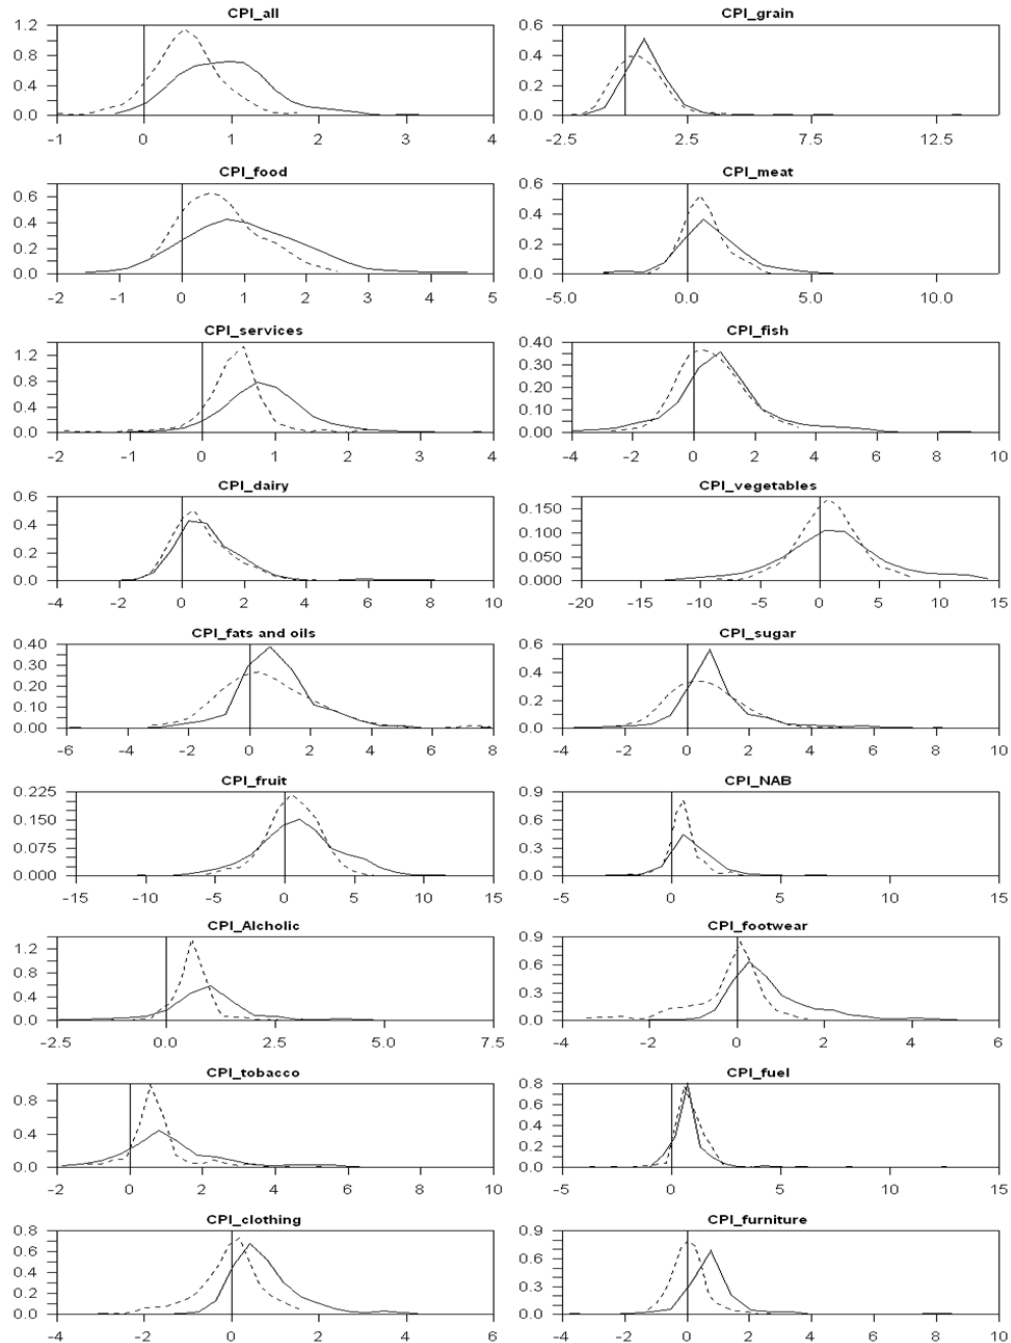 CPI_all
1.2
0.8
0.4
0.0
-1 0 1 2 3 4
CPI_grain
0.6
0.4
0.2
0.0
-2.5 2.5 7.5 12.5
CPI_food
0.6
0.4
0.2
0.0
-2 -1 0 1 2 3 4 5
CPI_meat
0.6
0.4
0.2
0.0
-5.0 0.0 5.0 10.0
CPI_services
1.2
0.8
0.4
0.0
-2 -1 0 1 2 3 4
CPI_fish
0.40
0.30
0.20
0.10
0.00
-4 -2 0 2 4 6 8 10
CPI_dairy
0.6
0.4
0.2
0.0
-4 -2 0 2 4 6 8 10
CPI_vegetables
0.150
0.100
0.050
0.000
-20 -15 -10 -5 0 5 10 15
CPI_fats and oils
0.40
0.30
0.20
0.10
0.00
-6 -4 -2 0 2 4 6 8
CPI_sugar
0.6
0.4
0.2
0.0
-4 -2 0 2 4 6 8 10
CPI_fruit
0.225
0.150
0.075
0.000
-15 -10 -5 0 5 10 15
CPI_NAB
0.9
0.6
0.3
0.0
-5 0 5 10 15
CPI_Alcholic
1.2
0.8
0.4
0.0
-2.5 0.0 2.5 5.0 7.5
CPI_footwear
0.9
0.6
0.3
0.0
-4 -2 0 2 4 6
CPI_tobacco
0.8
0.4
0.0
-2 0 2 4 6 8 10
CPI_fuel
0.8
0.6
0.4
0.2
0.0
-5 0 5 10 15
CPI_clothing
0.8
0.6
0.4
0.2
0.0
-4 -2 0 2 4 6
CPI_furniture
0.9
0.6
0.3
0.0
-4 -2 0 2 4 6 8 10